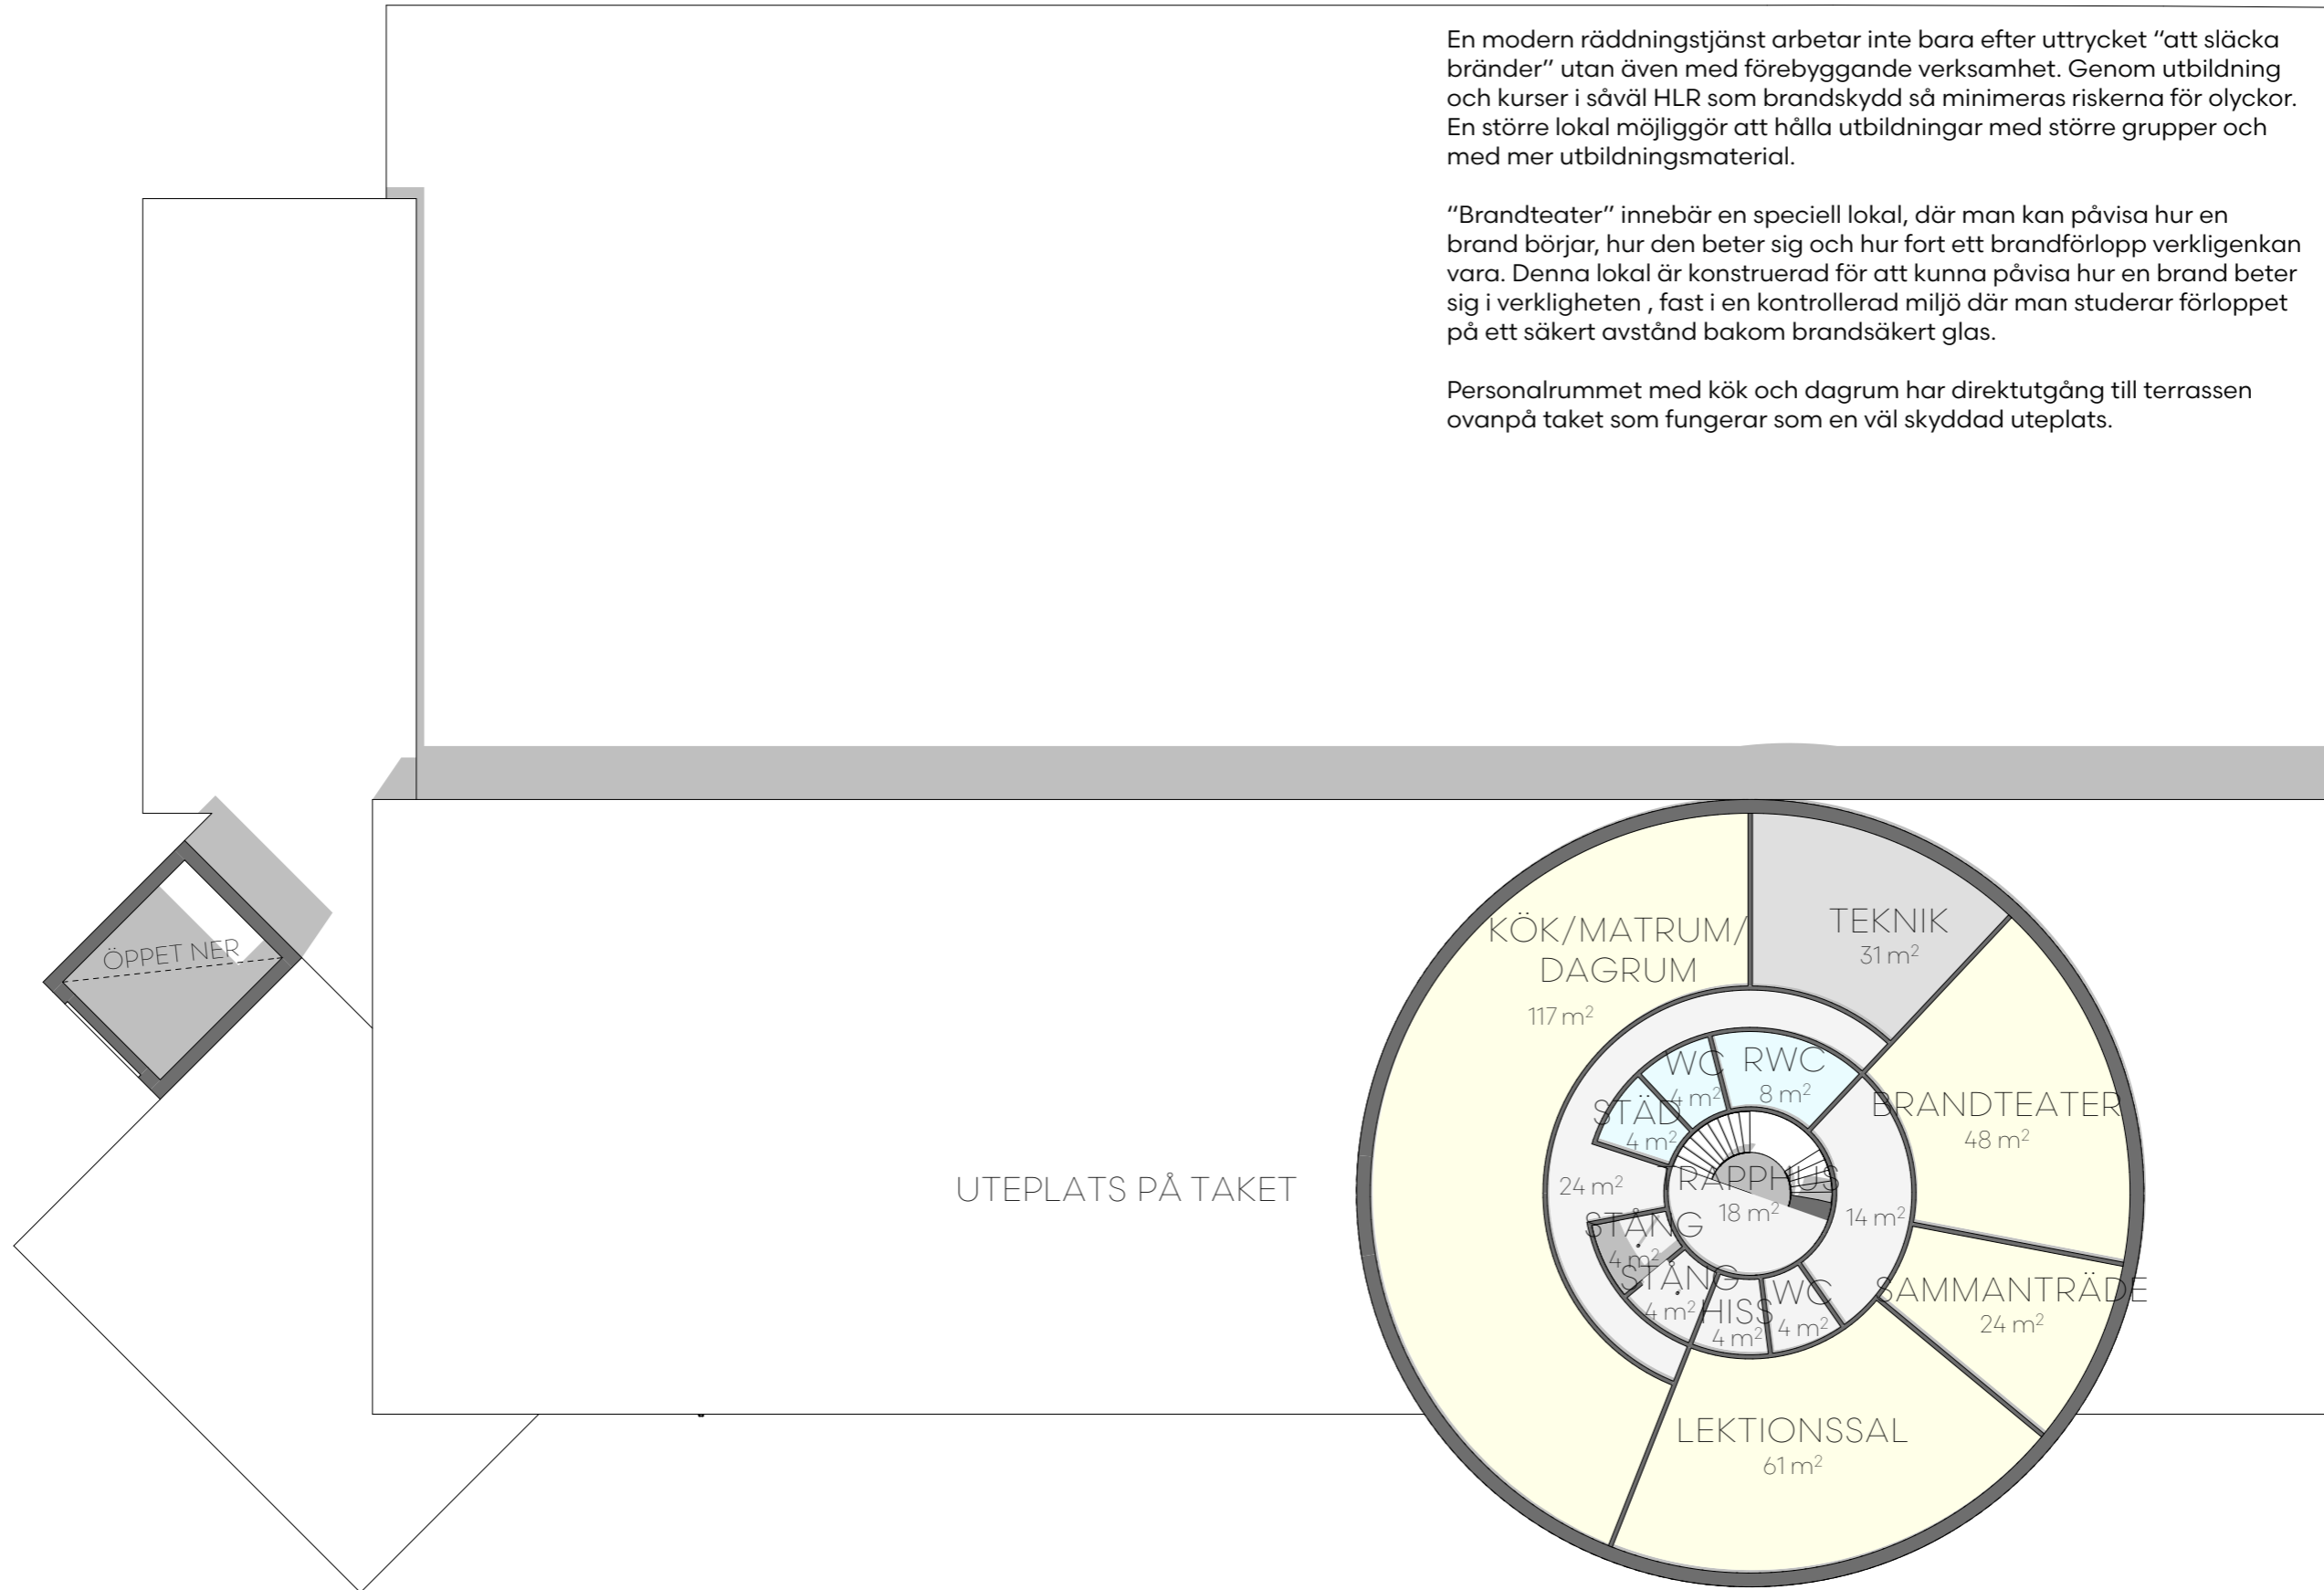 En modern räddningstjänst arbetar inte bara efter uttrycket “att släcka
bränder” utan även med förebyggande verksamhet. Genom utbildning
och kurser i såväl HLR som brandskydd så minimeras riskerna för olyckor.
En större lokal möjliggör att hålla utbildningar med större grupper och
med mer utbildningsmaterial.
“Brandteater” innebär en speciell lokal, där man kan påvisa hur en
brand börjar, hur den beter sig och hur fort ett brandförlopp verkligenkan
vara. Denna lokal är konstruerad för att kunna påvisa hur en brand beter
sig i verkligheten , fast i en kontrollerad miljö där man studerar förloppet
på ett säkert avstånd bakom brandsäkert glas.
Personalrummet med kök och dagrum har direktutgång till terrassen
ovanpå taket som fungerar som en väl skyddad uteplats.
ÖPPET NER
UTEPLATS PÅ TAKET
KÖK/MATRUM/
DAGRUM
117 m²
TEKNIK
31 m²
BRANDTEATER
48 m²
SAMMANTRÄDE
24 m²
LEKTIONSSAL
61 m²
WC
4 m²
RWC
8 m²
STÄD
4 m²
24 m²
RAPPHUS
18 m²
14 m²
STÅNG
4 m²
STÅNG
4 m²
HISS
4 m²
WC
4 m²